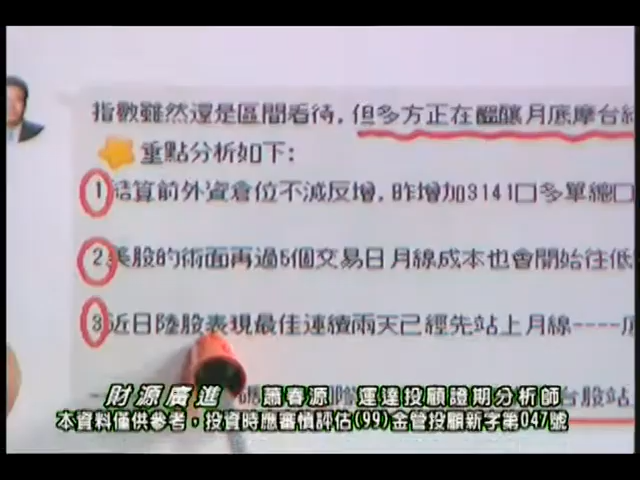 指數雖然還是區間看待,但多方正在醞釀月底摩台
重點分析如下:
1 結算前外資倉位不減反增,昨增加3141口多單總口
2 美股的術面再過5個交易日月線成本也會開始往低
3 近日陸股表現最佳連續兩天已經先站上月線----
台股站
財源廣進 蕭春源 運達投顧證期分析師
本資料僅供參考,投資時應審慎評估(99)金管投顧新字第047號